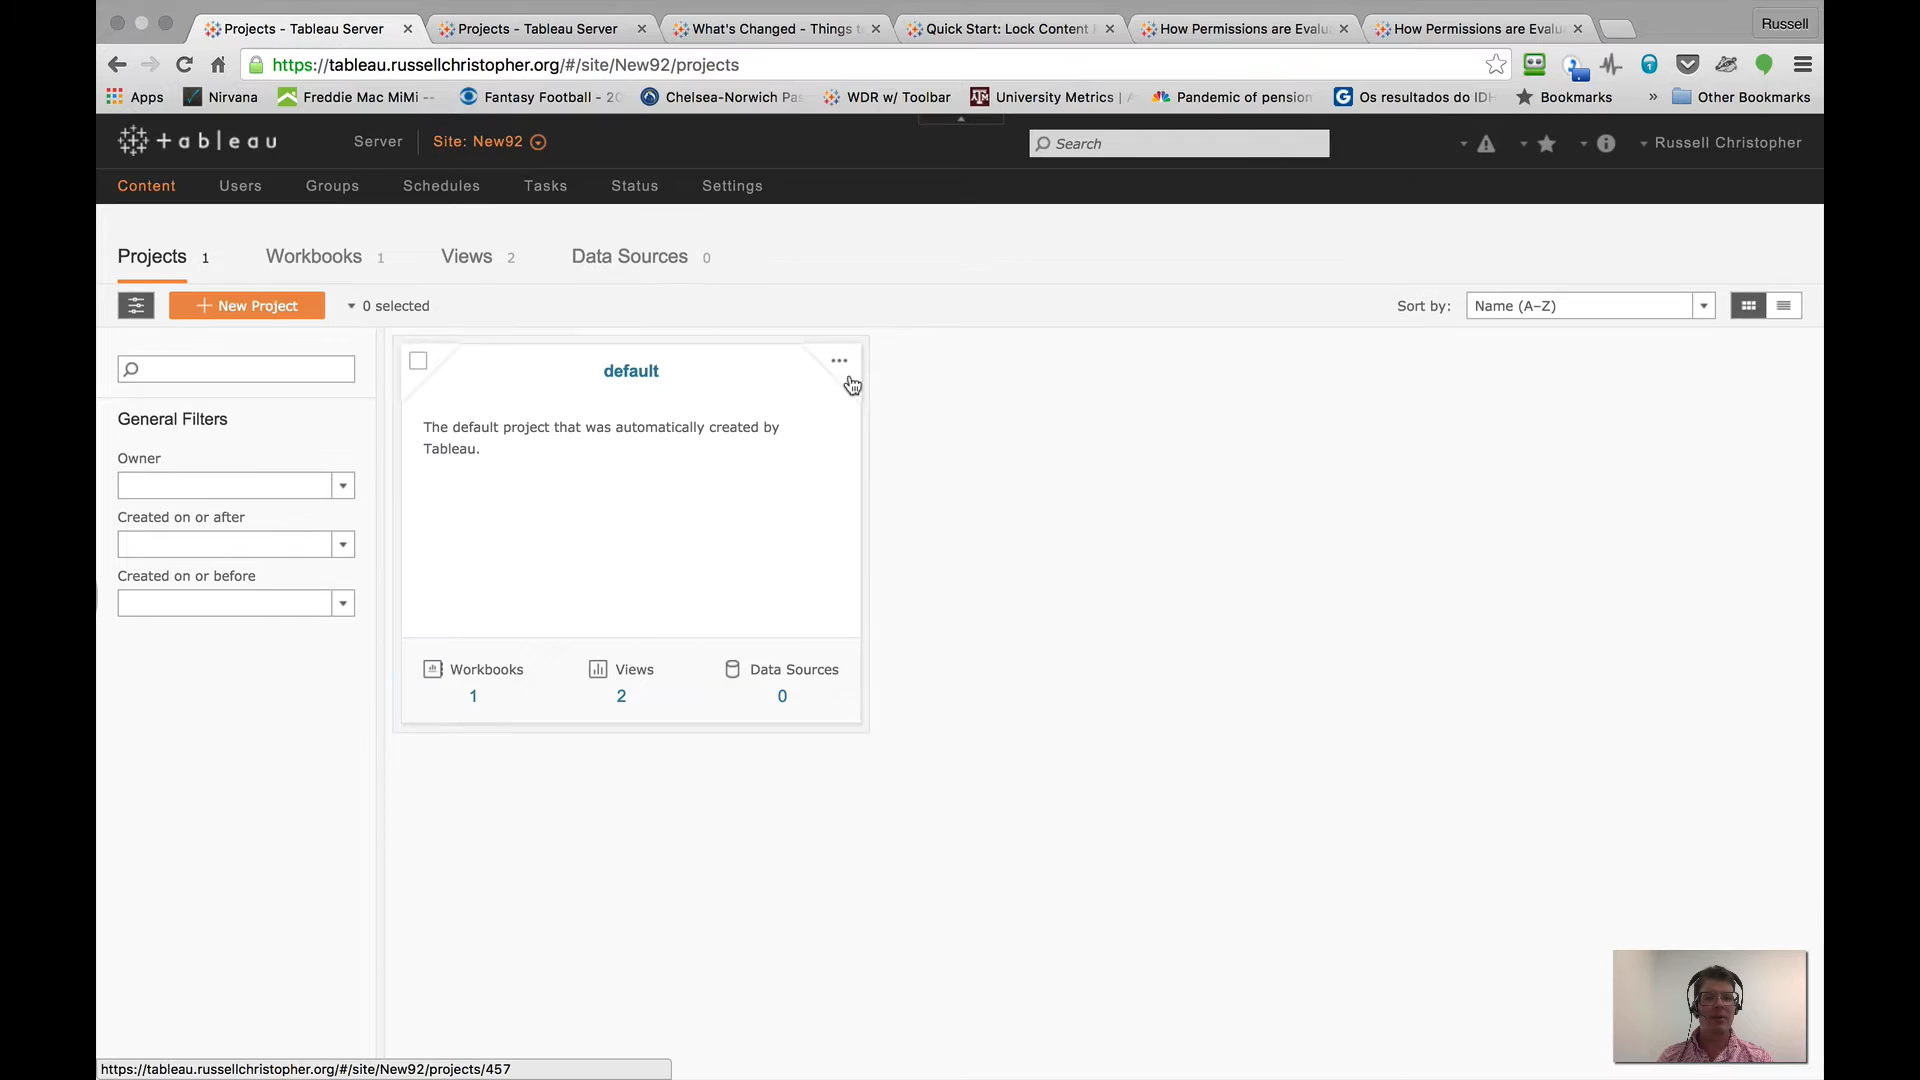 Projects - Tableau Server
Projects - Tableau Server
What's Changed - Things t
Quick Start: Lock Content
How Permissions are Evalu
How Permissions are Evalu
Russell
https://tableau.russellchristopher.org/#/site/New92/projects
Apps
Nirvana
Freddie Mac MiMi --
Fantasy Football - 20
Chelsea-Norwich Pas
WDR w/ Toolbar
University Metrics |
Pandemic of pension
Os resultados do IDH
Bookmarks
»
Other Bookmarks
+ableau
Server
Site: New92
Search
Russell Christopher
Content
Users
Groups
Schedules
Tasks
Status
Settings
Projects 1
Workbooks 1
Views 2
Data Sources 0
+ New Project
0 selected
Sort by:
Name (A–Z)
default
The default project that was automatically created by
Tableau.
General Filters
Owner
Created on or after
Created on or before
Workbooks
1
Views
2
Data Sources
0
https://tableau.russellchristopher.org/#/site/New92/projects/457